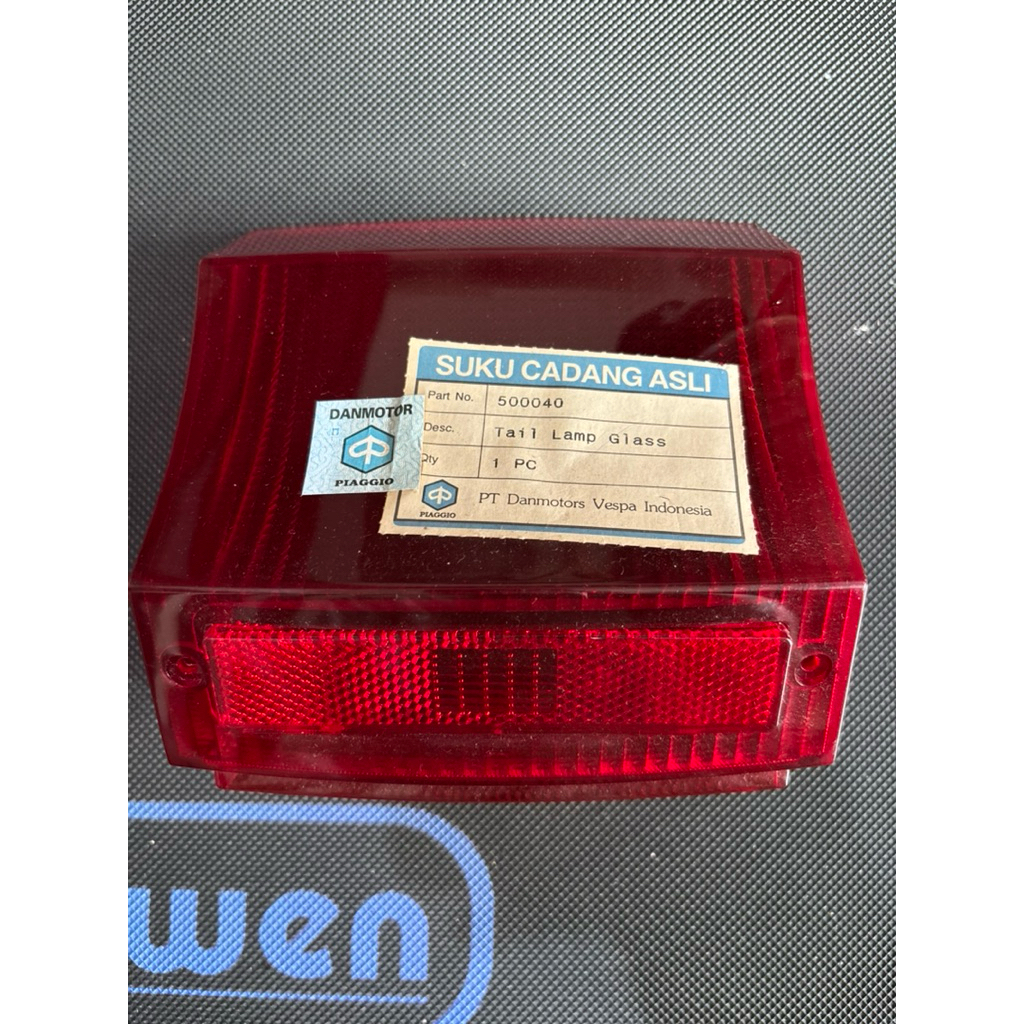 SUKU CADANG ASLI
Part No. 500040
Desc. Tail Lamp Glass
Qty 1 PC
PIAGGIO PT Danmotors Vespa Indonesia
DANMOTOR
PIAGGIO
wen